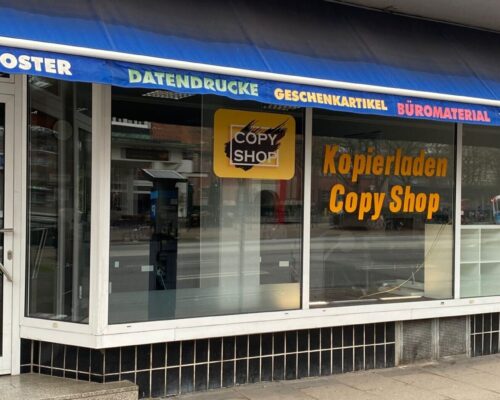 OSTER DATENDRUCKE GESCHENKARTIKEL BÜROMATERIAL
COPY
SHOP
Kopierladen
Copy Shop